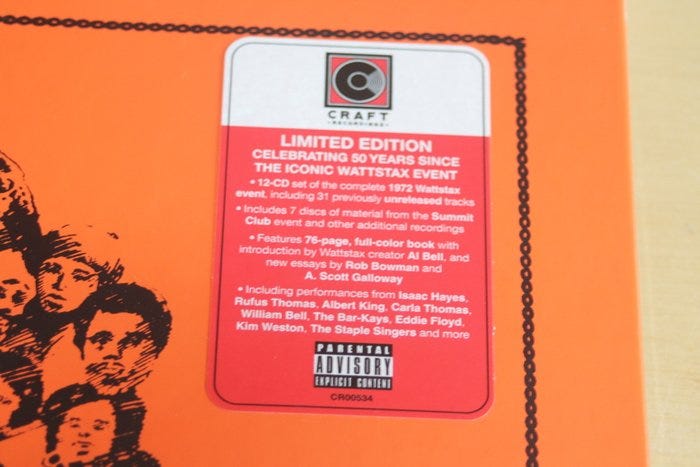 CRAFT
RECORDINGS
LIMITED EDITION
CELEBRATING 50 YEARS SINCE
THE ICONIC WATTSTAX EVENT
• 12-CD set of the complete 1972 Wattstax
event, including 31 previously unreleased tracks
• Includes 7 discs of material from the Summit
Club event and other additional recordings
• Features 76-page, full-color book with
introduction by Wattstax creator Al Bell, and
new essays by Rob Bowman and
A. Scott Galloway
• Including performances from Isaac Hayes,
Rufus Thomas, Albert King, Carla Thomas,
William Bell, The Bar-Kays, Eddie Floyd,
Kim Weston, The Staple Singers and more
PARENTAL
ADVISORY
EXPLICIT CONTENT
CR00534